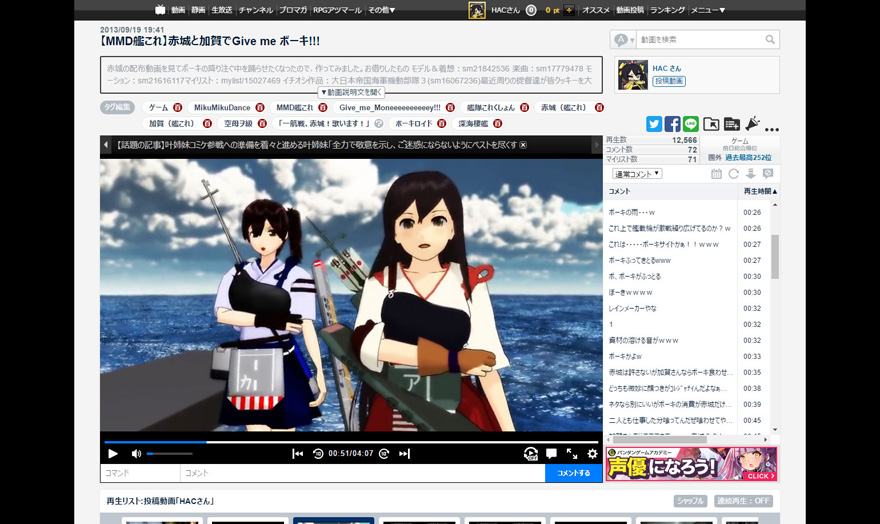 動画 静画 生放送 チャンネル ブロマガ RPGアツマール その他▼
HACさん 0 0 pt + オススメ 動画投稿 ランキング メニュー▼
2013/09/19 19:41
【MMD艦これ】赤城と加賀でGive me ボーキ!!!
A ▼ 動画を検索
赤城の配布動画を見てボーキの降り注ぐ中を踊らせたくなったので、作ってみました。お借りしたもの モデル&着想:sm21842536 楽曲:sm17779478 モ
ーション:sm21616117マイリスト:mylist/15027469 イチオシ作品:大日本帝国海軍機動部隊3(sm16067236)最近周りの提督達が皆クッキーを大
▼動画説明文を開く
HAC さん
投稿動画
タグ編集 ゲーム 百 MikuMikuDance 百 MMD艦これ 百 Give_me_Moneeeeeeeeeey!!! 百 艦隊これくしょん 百 赤城(艦これ) 百
加賀(艦これ) 百 空母ヲ級 百 「一航戦、赤城!歌います!」 ボーキロイド 百 深海棲艦 百
【話題の記事】叶姉妹コミケ参戦への準備を着々と進める叶姉妹「全力で敬意を示し、ご迷惑にならないようにベストを尽くす
再生数 12,566
コメント数 72
マイリスト数 71
ゲーム
前日総合順位
圏外 過去最高252位
通常コメント▼
コメント 再生時間▲
ボーキの雨・・・w 00:26
これ上で艦載機が激戦繰り広げてるのか?w 00:26
これは・・・・・ボーキサイトかぁ!!www 00:27
ボーキふってきとるwww 00:27
ボ、ボーキがふっとる 00:30
ぼーきwwww 00:30
レインメーカーやな 00:32
1 00:32
資材の溶ける音がwww 00:32
ボーキかよw 00:33
赤城は許さないが加賀さんならボーキ食わせ… 00:35
どっちも微妙に顔つきがｺﾚｼﾞｬﾅｲんだよなぁ… 00:38
ネタなら別にいいがボーキの消費が赤城だけ… 00:39
二人とも仕事した分喰ってんだぜ喰わせてや… 00:45
カ
ア
00:51/04:07
コマンド コメント コメントする
バンタンゲームアカデミー
声優になろう!
CLICK
再生リスト:投稿動画「HACさん」
シャッフル 連続再生:OFF